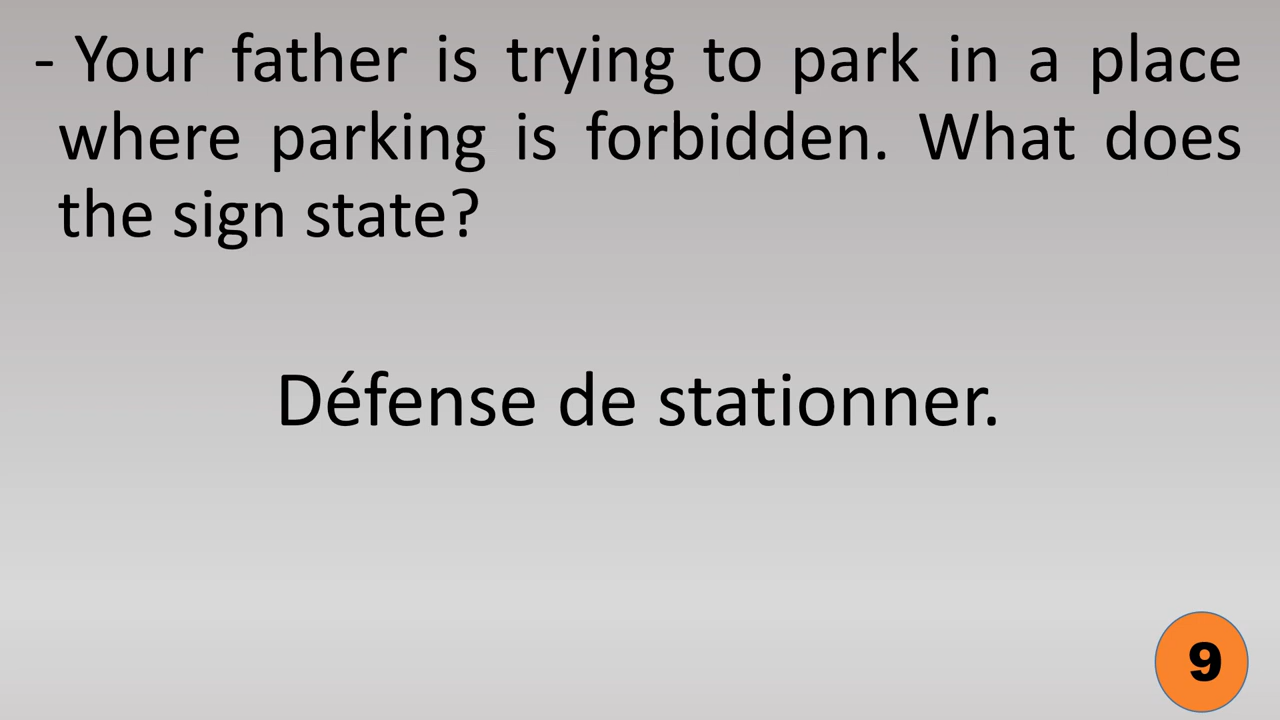 - Your father is trying to park in a place
where parking is forbidden. What does
the sign state?
Défense de stationner.
9